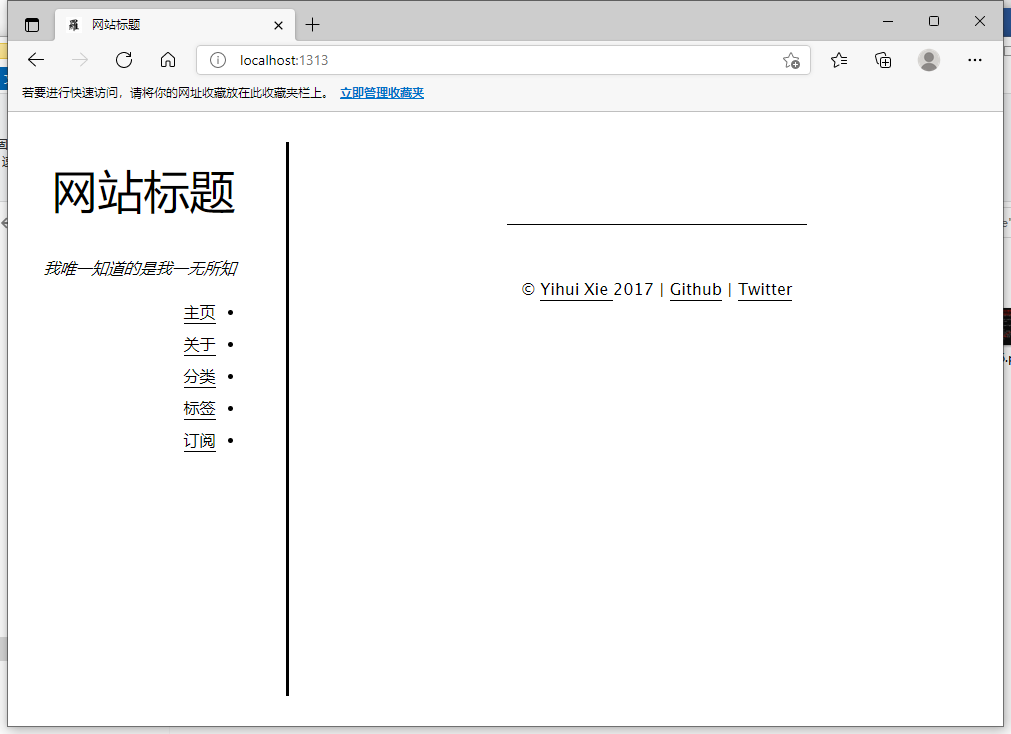 网站标题
localhost:1313
若要进行快速访问，请将你的网址收藏放在此收藏夹栏上。 立即管理收藏夹
网站标题
我唯一知道的是我一无所知
主页
关于
分类
标签
订阅
© Yihui Xie 2017 | Github | Twitter